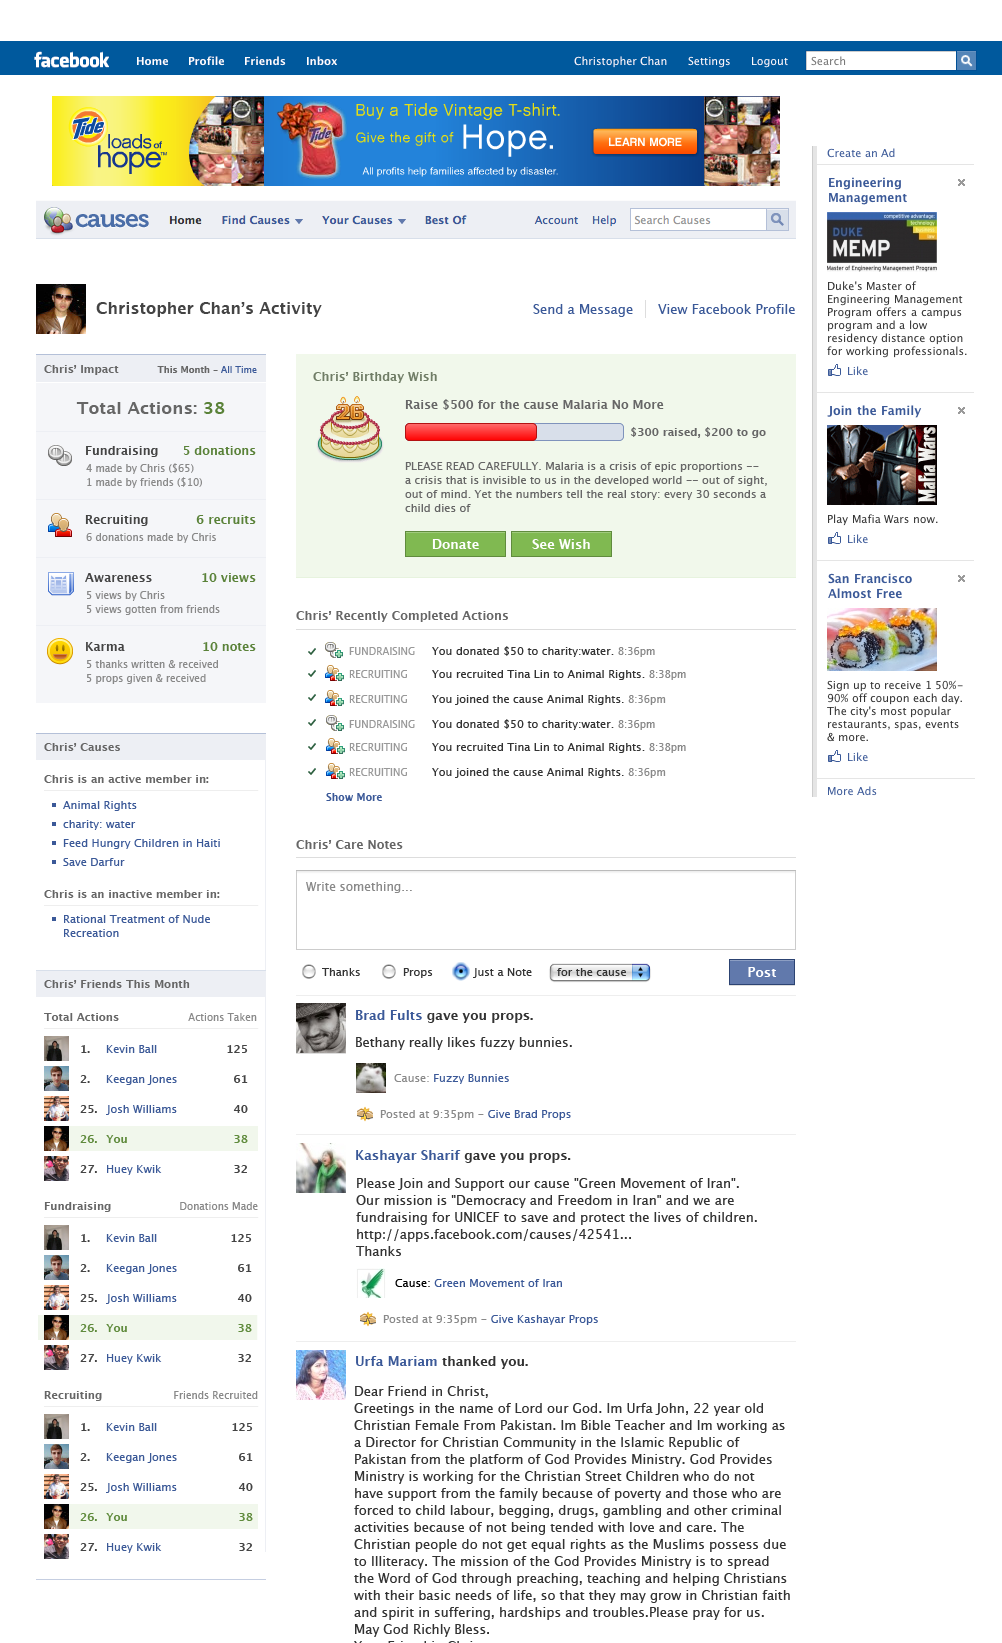 facebook Home Profile Friends Inbox Christopher Chan Settings Logout Search
Tide loads of hope™
Tide
Buy a Tide Vintage T-shirt.
Give the gift of Hope.
All profits help families affected by disaster.
LEARN MORE
causes Home Find Causes Your Causes Best Of Account Help Search Causes
Christopher Chan's Activity
Send a Message View Facebook Profile
Chris' Impact This Month - All Time
Total Actions: 38
Fundraising 5 donations
4 made by Chris ($65)
1 made by friends ($10)
Recruiting 6 recruits
6 donations made by Chris
Awareness 10 views
5 views by Chris
5 views gotten from friends
Karma 10 notes
5 thanks written & received
5 props given & received
Chris' Causes
Chris is an active member in:
Animal Rights
charity: water
Feed Hungry Children in Haiti
Save Darfur
Chris is an inactive member in:
Rational Treatment of Nude
Recreation
Chris' Friends This Month
Total Actions Actions Taken
1. Kevin Ball 125
2. Keegan Jones 61
25. Josh Williams 40
26. You 38
27. Huey Kwik 32
Fundraising Donations Made
1. Kevin Ball 125
2. Keegan Jones 61
25. Josh Williams 40
26. You 38
27. Huey Kwik 32
Recruiting Friends Recruited
1. Kevin Ball 125
2. Keegan Jones 61
25. Josh Williams 40
26. You 38
27. Huey Kwik 32
Chris' Birthday Wish
26
Raise $500 for the cause Malaria No More
$300 raised, $200 to go
PLEASE READ CAREFULLY. Malaria is a crisis of epic proportions --
a crisis that is invisible to us in the developed world -- out of sight,
out of mind. Yet the numbers tell the real story: every 30 seconds a
child dies of
Donate See Wish
Chris' Recently Completed Actions
FUNDRAISING You donated $50 to charity:water. 8:36pm
RECRUITING You recruited Tina Lin to Animal Rights. 8:38pm
RECRUITING You joined the cause Animal Rights. 8:36pm
FUNDRAISING You donated $50 to charity:water. 8:36pm
RECRUITING You recruited Tina Lin to Animal Rights. 8:38pm
RECRUITING You joined the cause Animal Rights. 8:36pm
Show More
Chris' Care Notes
Write something...
Thanks Props Just a Note for the cause Post
Brad Fults gave you props.
Bethany really likes fuzzy bunnies.
Cause: Fuzzy Bunnies
Posted at 9:35pm - Give Brad Props
Kashayar Sharif gave you props.
Please Join and Support our cause "Green Movement of Iran".
Our mission is "Democracy and Freedom in Iran" and we are
fundraising for UNICEF to save and protect the lives of children.
http://apps.facebook.com/causes/42541...
Thanks
Cause: Green Movement of Iran
Posted at 9:35pm - Give Kashayar Props
Urfa Mariam thanked you.
Dear Friend in Christ,
Greetings in the name of Lord our God. Im Urfa John, 22 year old
Christian Female From Pakistan. Im Bible Teacher and Im working as
a Director for Christian Community in the Islamic Republic of
Pakistan from the platform of God Provides Ministry. God Provides
Ministry is working for the Christian Street Children who do not
have support from the family because of poverty and those who are
forced to child labour, begging, drugs, gambling and other criminal
activities because of not being tended with love and care. The
Christian people do not get equal rights as the Muslims possess due
to Illiteracy. The mission of the God Provides Ministry is to spread
the Word of God through preaching, teaching and helping Christians
with their basic needs of life, so that they may grow in Christian faith
and spirit in suffering, hardships and troubles.Please pray for us.
May God Richly Bless.
Create an Ad
Engineering
Management
competitive advantage:
Technology
Business
law
DUKE
MEMP
Master of Engineering Management Program
Duke's Master of
Engineering Management
Program offers a campus
program and a low
residency distance option
for working professionals.
Like
Join the Family
Mafia Wars
Play Mafia Wars now.
Like
San Francisco
Almost Free
Sign up to receive 1 50%-
90% off coupon each day.
The city's most popular
restaurants, spas, events
& more.
Like
More Ads